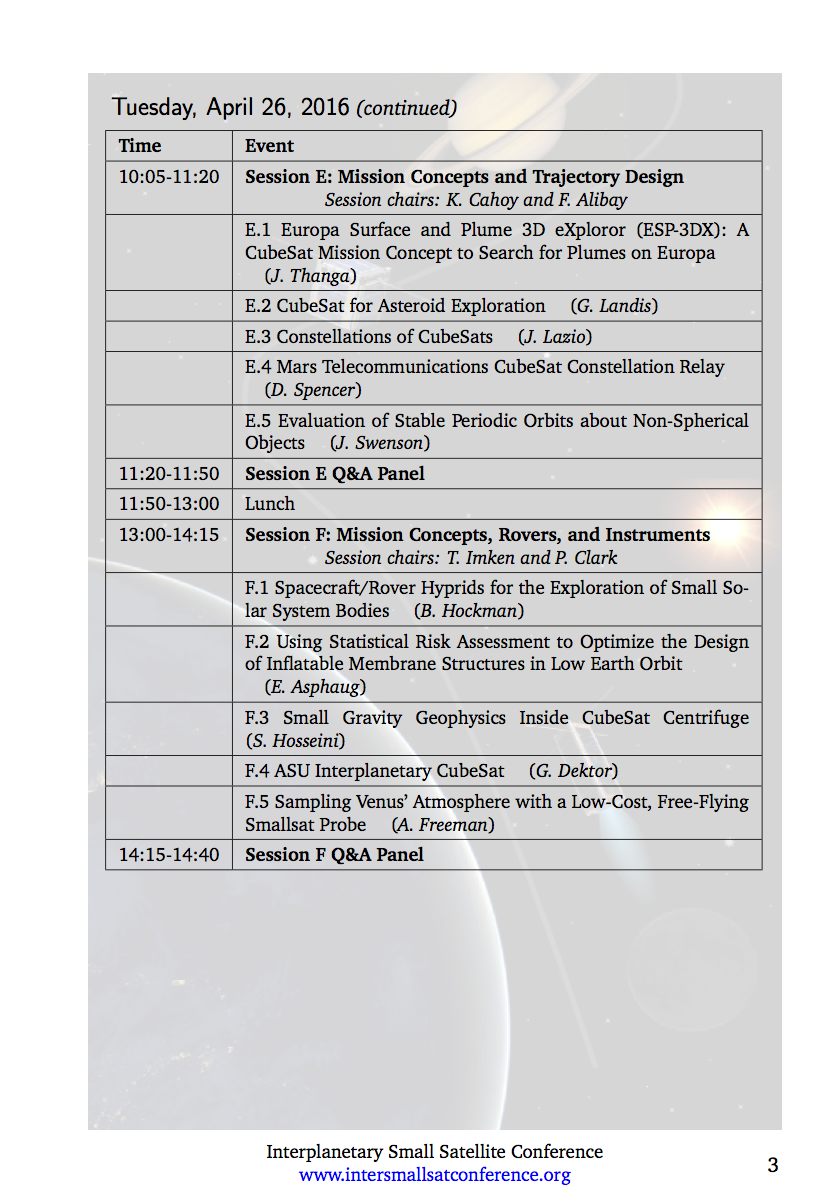 Tuesday, April 26, 2016 (continued)
Time Event
10:05-11:20 Session E: Mission Concepts and Trajectory Design
Session chairs: K. Cahoy and F. Alibay
E.1 Europa Surface and Plume 3D eXploror (ESP-3DX): A
CubeSat Mission Concept to Search for Plumes on Europa
(J. Thanga)
E.2 CubeSat for Asteroid Exploration (G. Landis)
E.3 Constellations of CubeSats (J. Lazio)
E.4 Mars Telecommunications CubeSat Constellation Relay
(D. Spencer)
E.5 Evaluation of Stable Periodic Orbits about Non-Spherical
Objects (J. Swenson)
11:20-11:50 Session E Q&A Panel
11:50-13:00 Lunch
13:00-14:15 Session F: Mission Concepts, Rovers, and Instruments
Session chairs: T. Imken and P. Clark
F.1 Spacecraft/Rover Hyprids for the Exploration of Small So-
lar System Bodies (B. Hockman)
F.2 Using Statistical Risk Assessment to Optimize the Design
of Inflatable Membrane Structures in Low Earth Orbit
(E. Asphaug)
F.3 Small Gravity Geophysics Inside CubeSat Centrifuge
(S. Hosseini)
F.4 ASU Interplanetary CubeSat (G. Dektor)
F.5 Sampling Venus’ Atmosphere with a Low-Cost, Free-Flying
Smallsat Probe (A. Freeman)
14:15-14:40 Session F Q&A Panel
Interplanetary Small Satellite Conference
www.intersmallsatconference.org
3